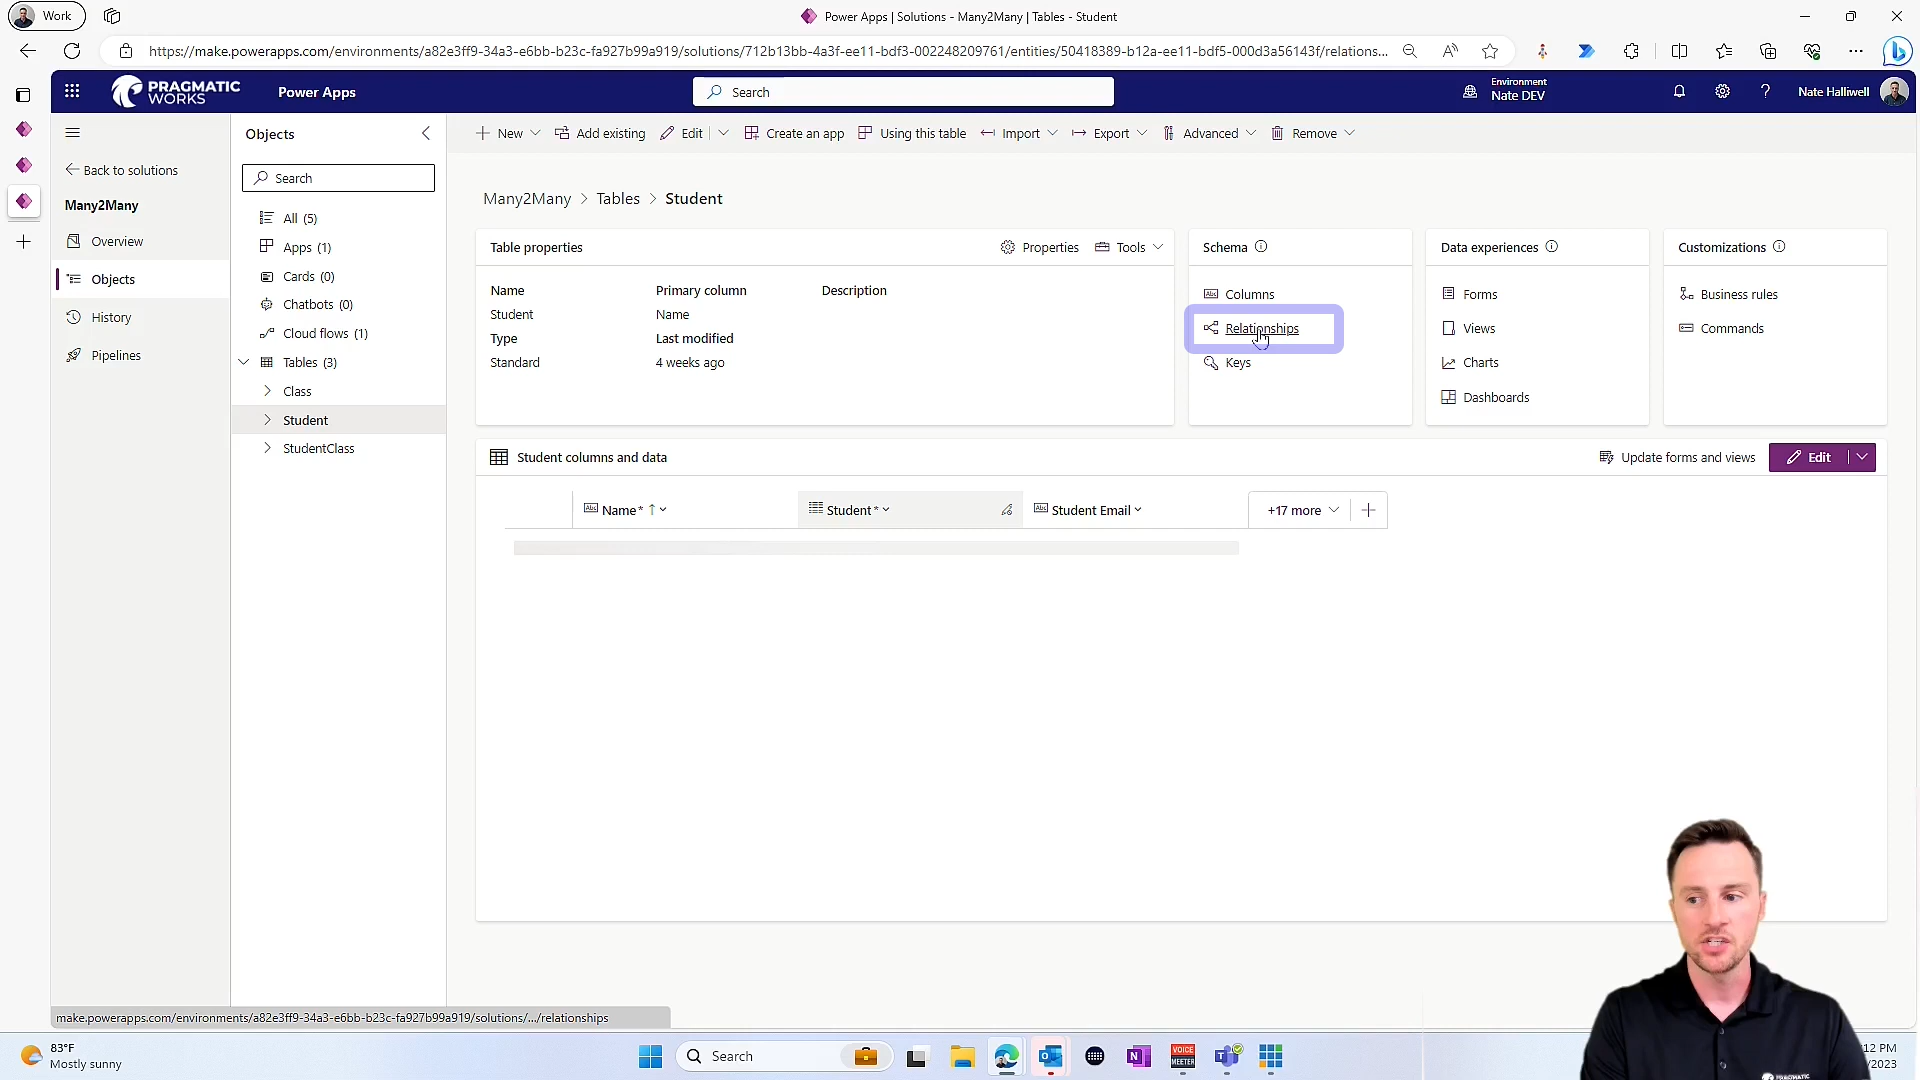 Work
Power Apps | Solutions - Many2Many | Tables - Student
https://make.powerapps.com/environments/a82e3ff9-34a3-e6bb-b23c-fa927b99a919/solutions/712b13bb-4a3f-ee11-bdf3-002248209761/entities/50418389-b12a-ee11-bdf5-000d3a56143f/relations...
PRAGMATIC WORKS
Power Apps
Search
Environment
Nate DEV
Nate Halliwell
Back to solutions
Many2Many
Overview
Objects
History
Pipelines
Objects
Search
All (5)
Apps (1)
Cards (0)
Chatbots (0)
Cloud flows (1)
Tables (3)
Class
Student
StudentClass
New
Add existing
Edit
Create an app
Using this table
Import
Export
Advanced
Remove
Many2Many > Tables > Student
Table properties
Properties
Tools
Name
Primary column
Description
Student
Name
Type
Last modified
Standard
4 weeks ago
Schema
Columns
Relationships
Keys
Data experiences
Forms
Views
Charts
Dashboards
Customizations
Business rules
Commands
Student columns and data
Update forms and views
Edit
Name *
Student *
Student Email
+17 more
make.powerapps.com/environments/a82e3ff9-34a3-e6bb-b23c-fa927b99a919/solutions/.../relationships
83°F
Mostly sunny
Search
VOICE MEETER
12 PM
/2023
PRAGMATIC